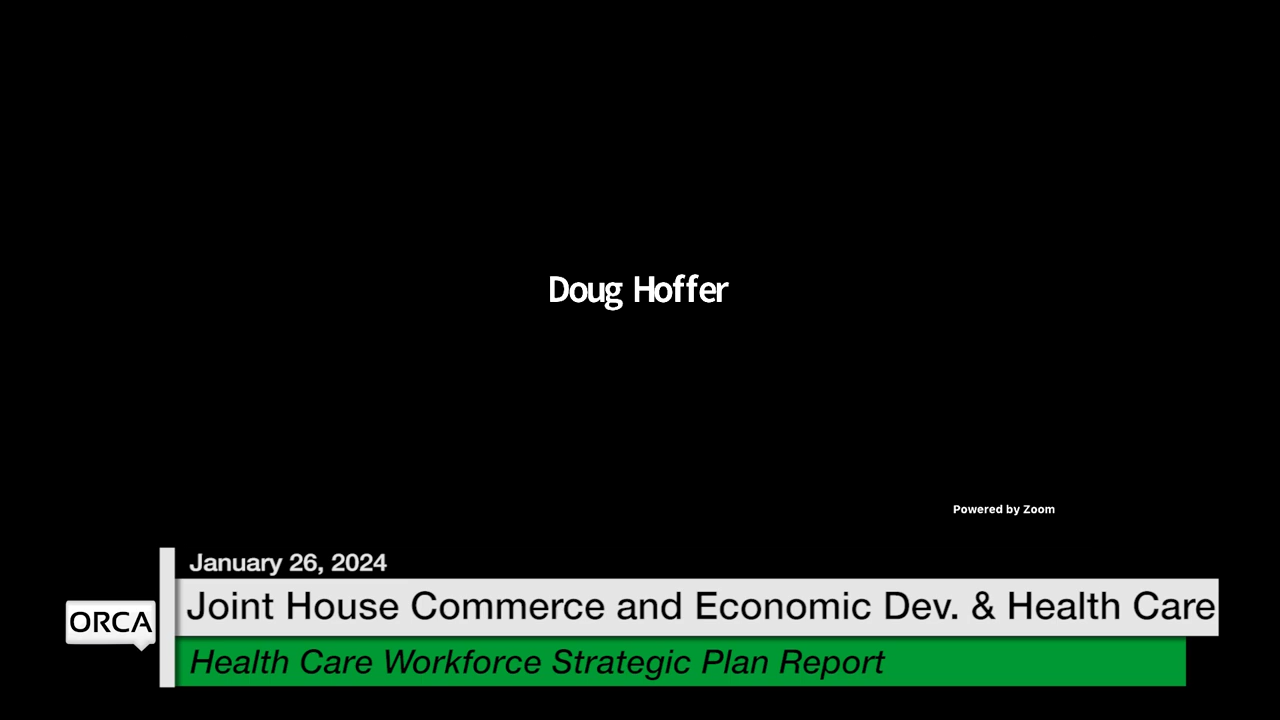 Doug Hoffer
Powered by Zoom
January 26, 2024
Joint House Commerce and Economic Dev. & Health Care
ORCA
Health Care Workforce Strategic Plan Report